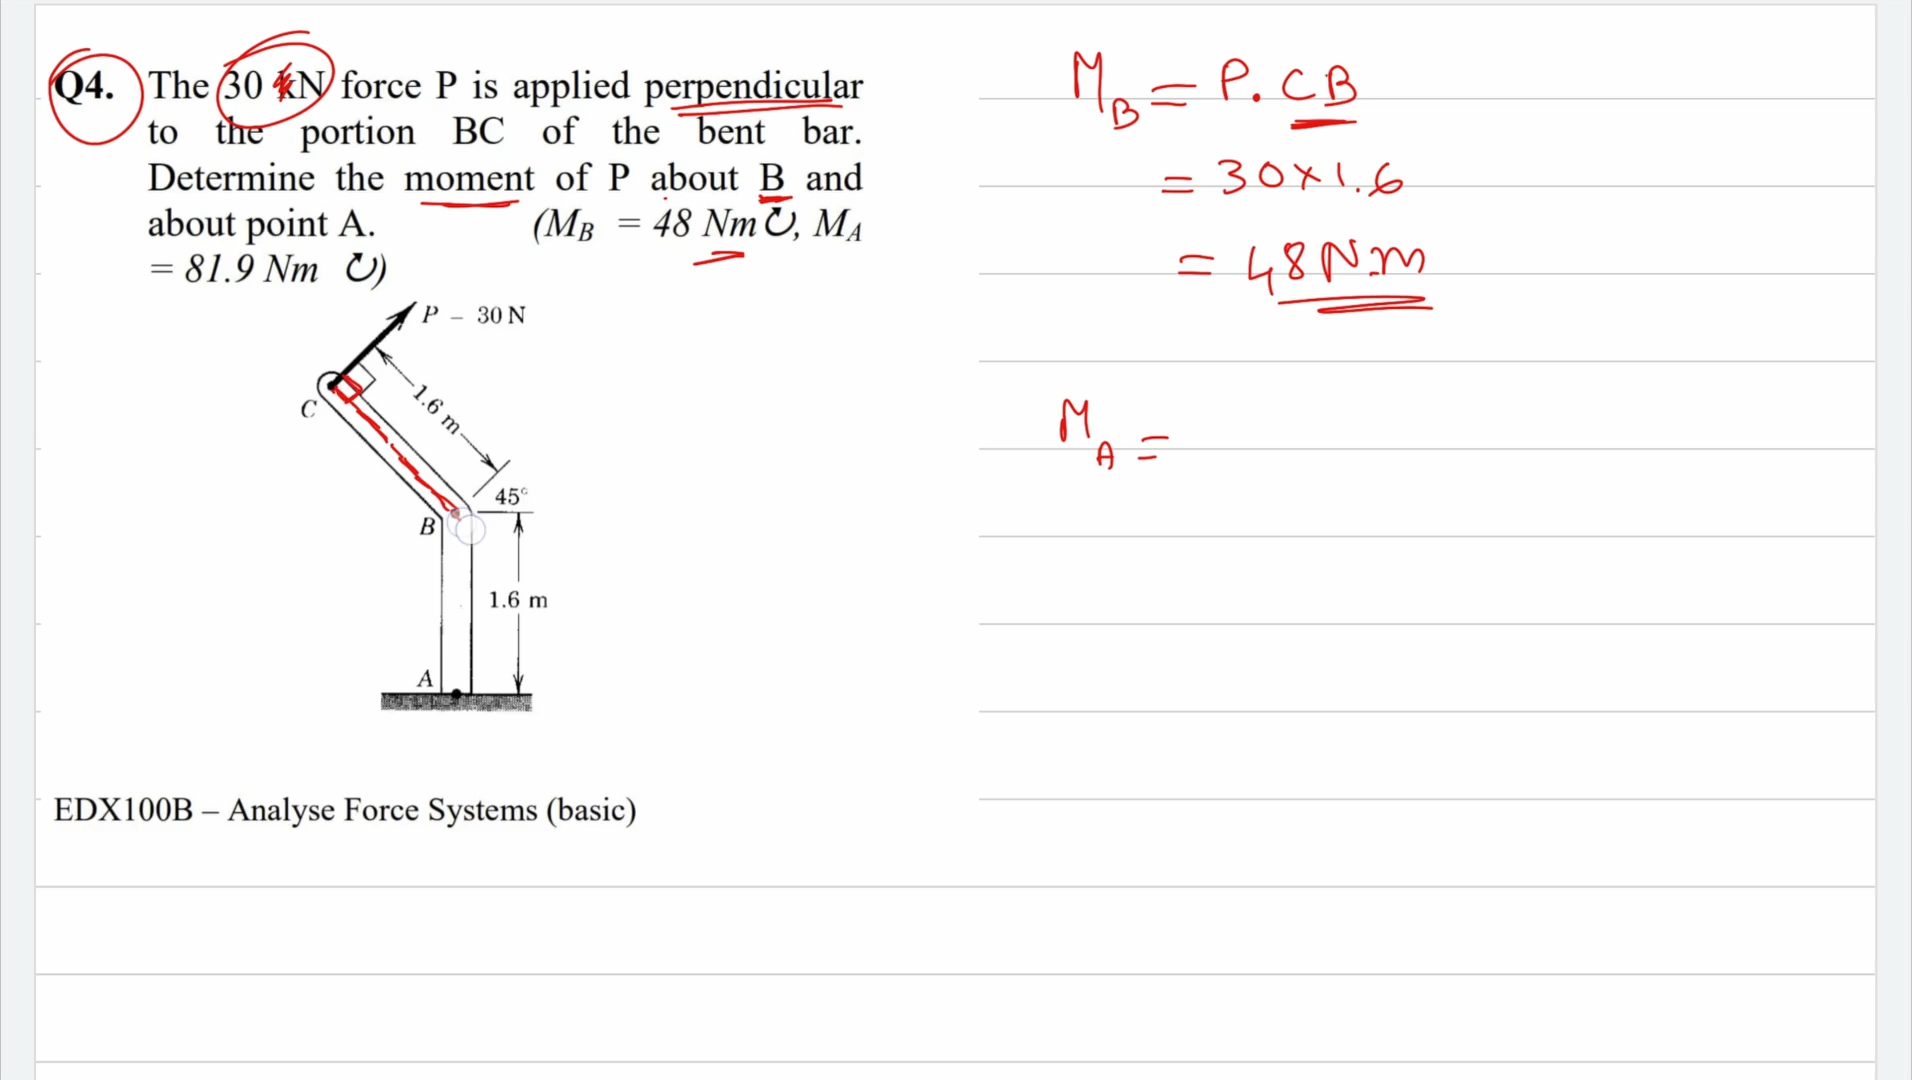 Q4. The 30 kN force P is applied perpendicular
to the portion BC of the bent bar.
Determine the moment of P about B and
about point A. (MB = 48 Nm ↻, MA
= 81.9 Nm ↻)
P – 30 N
C
1.6 m
45°
B
1.6 m
A
EDX100B – Analyse Force Systems (basic)
MB = P. CB
= 30×1.6
= 48 N.m
MA =